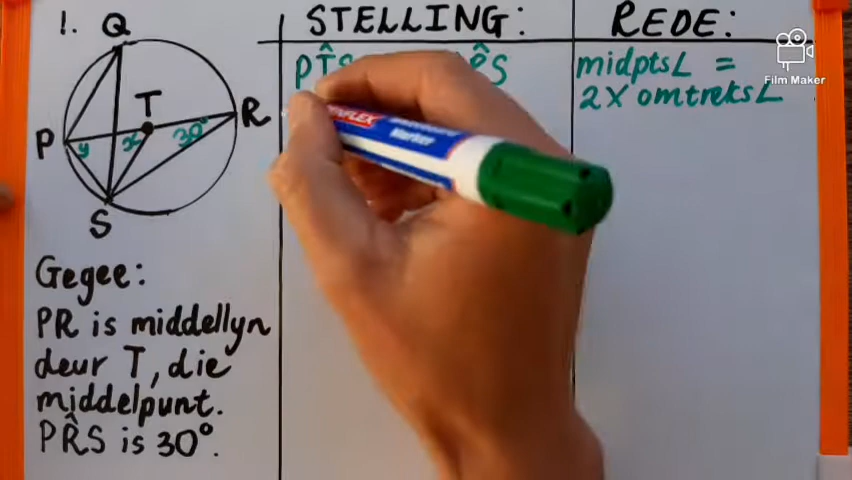 1.
Q
T
R
P
y
x
30°
S
Gegee:
PR is middellyn
deur T, die
middelpunt.
PR̂S is 30°.
STELLING:
PT̂S
R̂S
REDE:
midptsL =
2X omtreksL
Marker
Film Maker